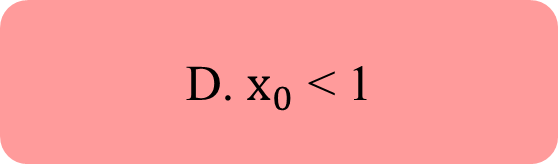 D. x₀ < 1